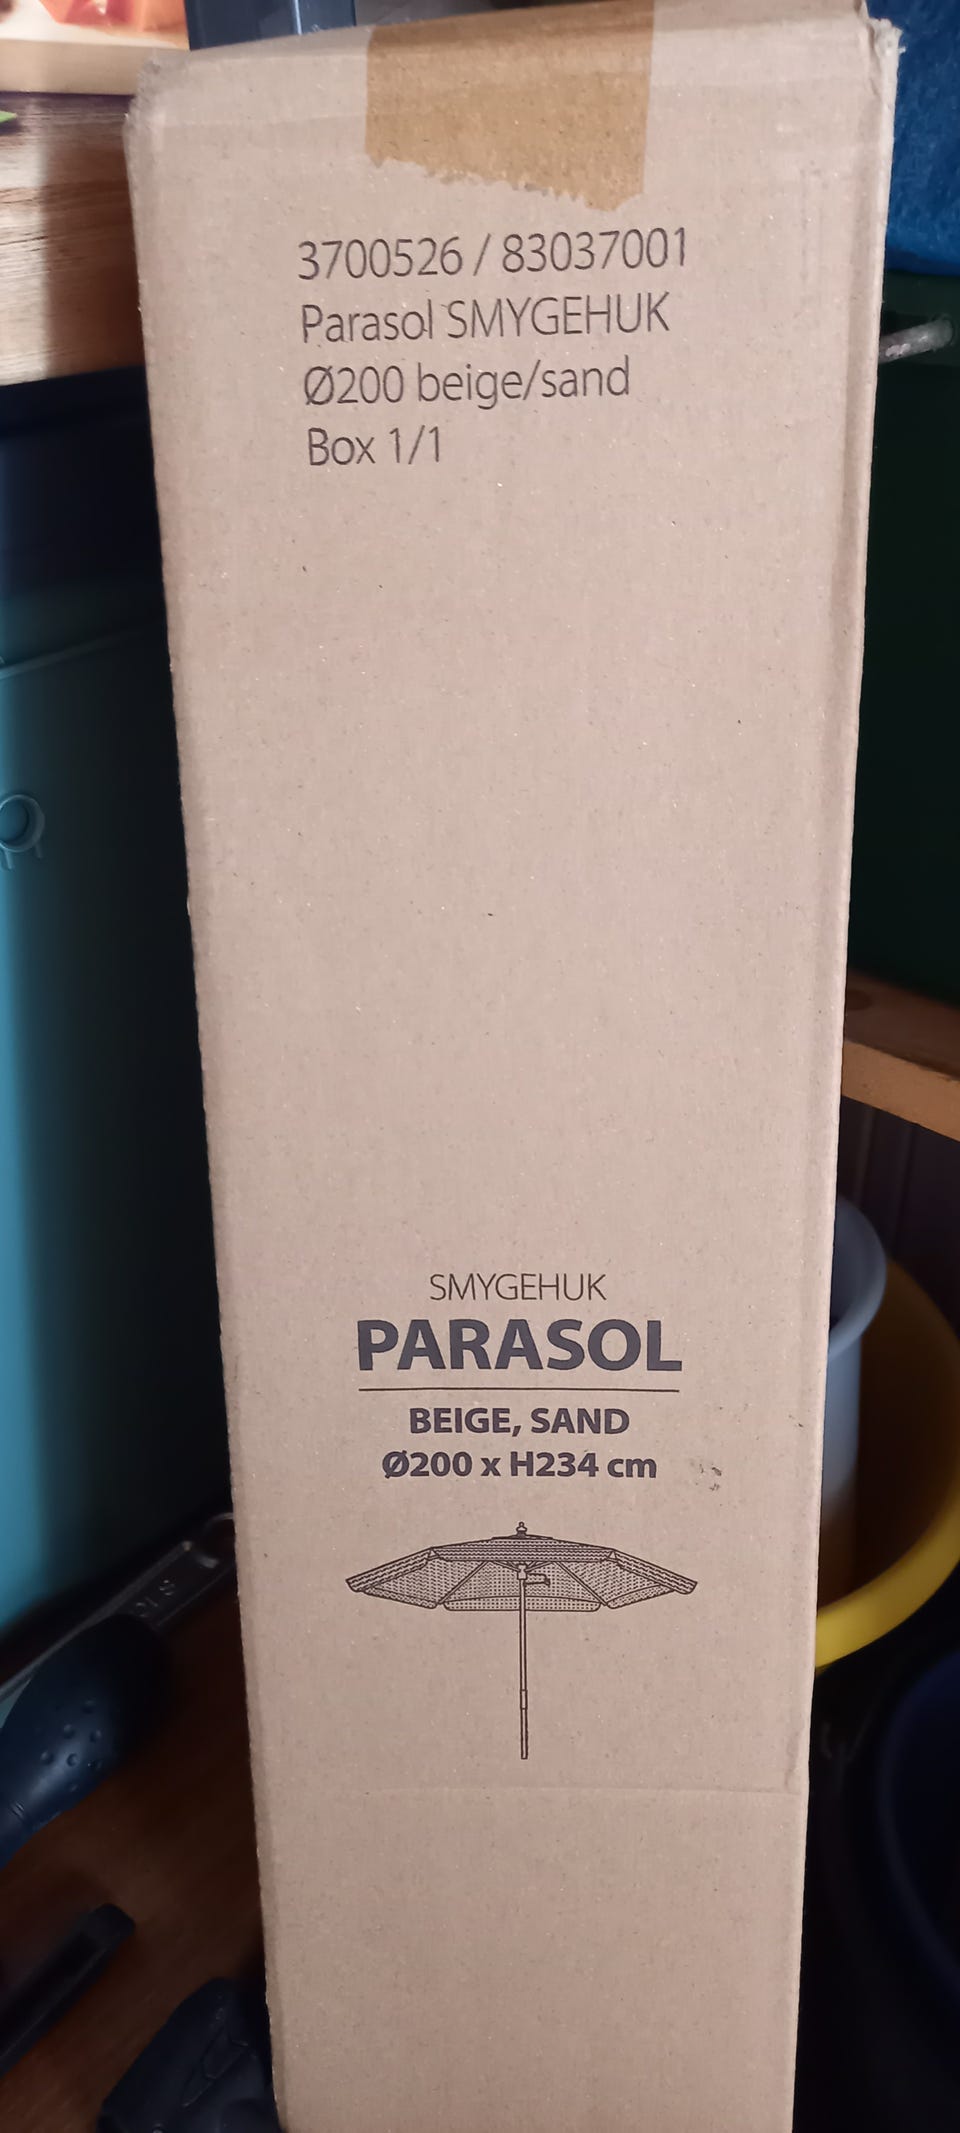 3700526 / 83037001
Parasol SMYGEHUK
Ø200 beige/sand
Box 1/1
SMYGEHUK
PARASOL
BEIGE, SAND
Ø200 x H234 cm